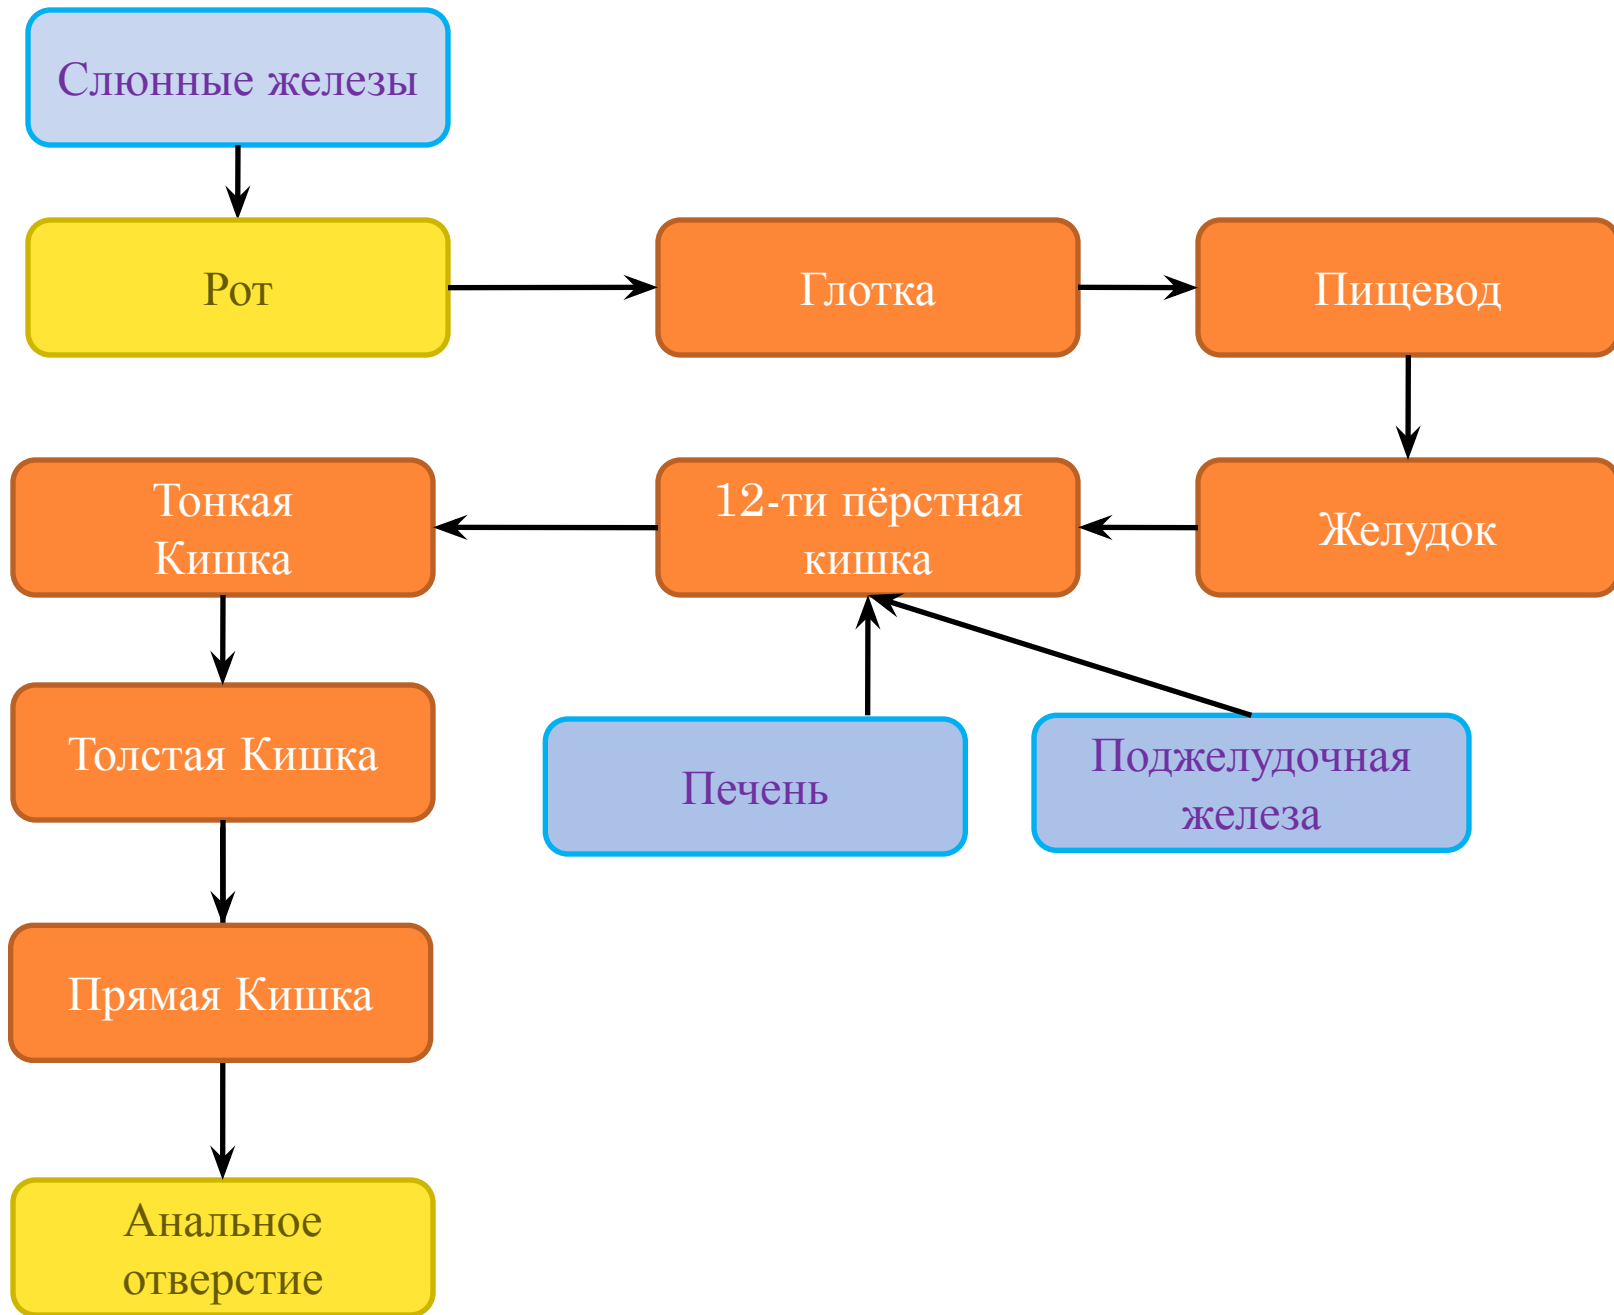 Слюнные железы
Рот
Глотка
Пищевод
Тонкая
Кишка
12-ти пёрстная
кишка
Желудок
Толстая Кишка
Печень
Поджелудочная
железа
Прямая Кишка
Анальное
отверстие